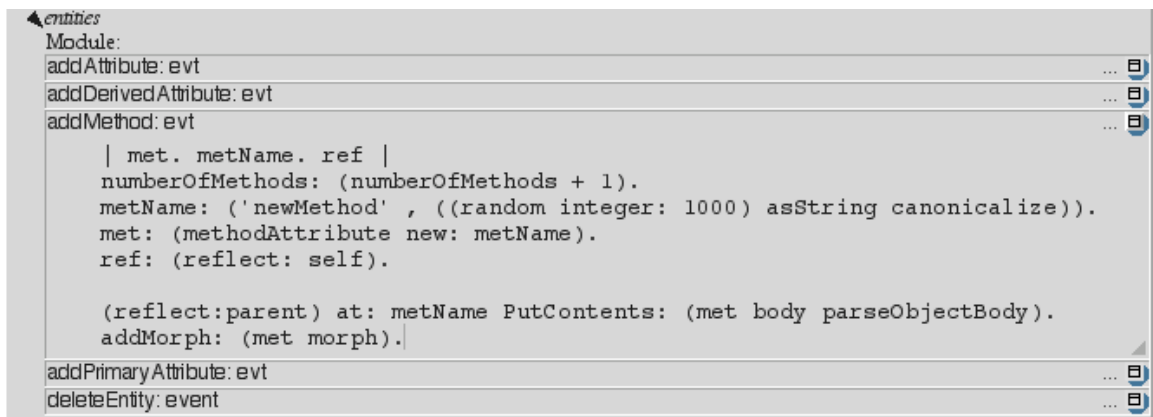 entities
Module:
addAttribute: evt ...
addDerivedAttribute: evt ...
addMethod: evt ...
| met. metName. ref |
numberOfMethods: (numberOfMethods + 1).
metName: ('newMethod' , ((random integer: 1000) asString canonicalize)).
met: (methodAttribute new: metName).
ref: (reflect: self).
(reflect:parent) at: metName PutContents: (met body parseObjectBody).
addMorph: (met morph).
addPrimaryAttribute: evt ...
deleteEntity: event ...